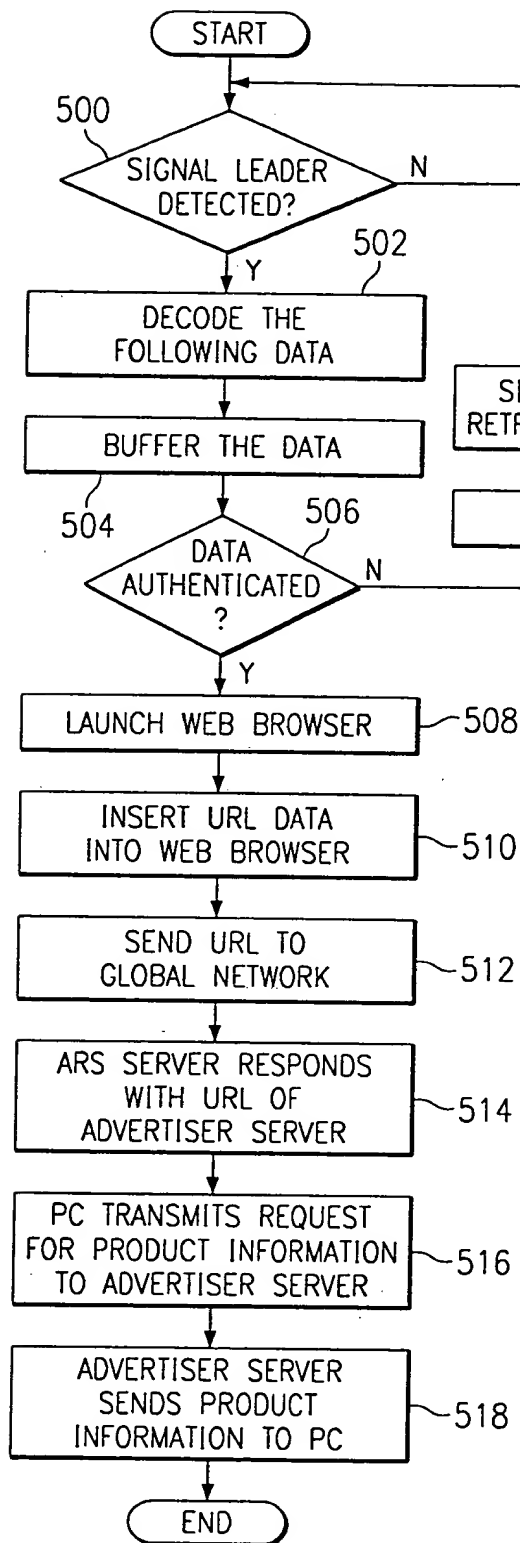 START
500
SIGNAL LEADER
DETECTED?
N
Y
502
DECODE THE
FOLLOWING DATA
BUFFER THE DATA
504
506
DATA
AUTHENTICATED
?
N
Y
LAUNCH WEB BROWSER
508
INSERT URL DATA
INTO WEB BROWSER
510
SEND URL TO
GLOBAL NETWORK
512
ARS SERVER RESPONDS
WITH URL OF
ADVERTISER SERVER
514
PC TRANSMITS REQUEST
FOR PRODUCT INFORMATION
TO ADVERTISER SERVER
516
ADVERTISER SERVER
SENDS PRODUCT
INFORMATION TO PC
518
END